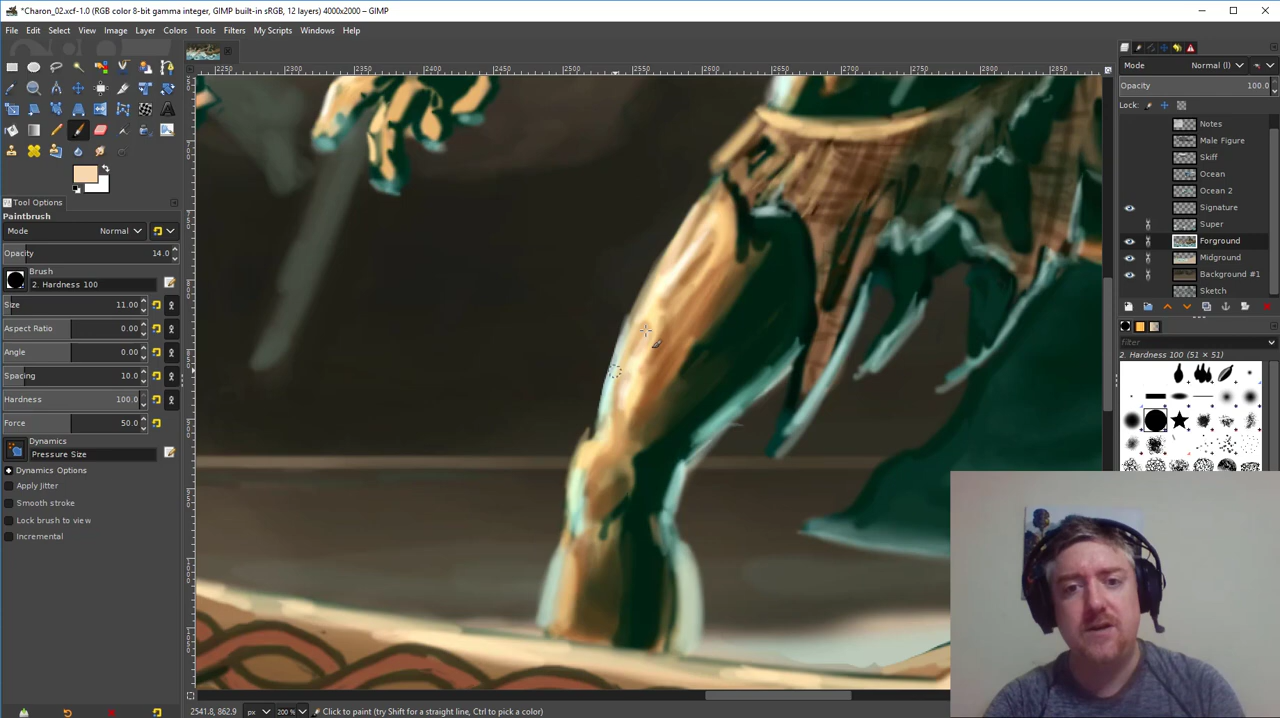 *Charon_02.xcf-1.0 (RGB color 8-bit gamma integer, GIMP built-in sRGB, 12 layers) 4000x2000 – GIMP
File Edit Select View Image Layer Colors Tools Filters My Scripts Windows Help
2250 2300 2350 2400 2450 2500 2550 2600 2650 2700 2750 2800 2850
Mode Normal (l)
Opacity 100.0
Lock:
Notes
Male Figure
Skiff
Ocean
Ocean 2
Signature
Super
Forground
Midground
Background #1
Sketch
filter
2. Hardness 100 (51 × 51)
Tool Options
Paintbrush
Mode Normal
Opacity 14.0
Brush
2. Hardness 100
Size 11.00
Aspect Ratio 0.00
Angle 0.00
Spacing 10.0
Hardness 100.0
Force 50.0
Dynamics
Pressure Size
Dynamics Options
Apply Jitter
Smooth stroke
Lock brush to view
Incremental
2541.8, 862.9 px 200 % Click to paint (try Shift for a straight line, Ctrl to pick a color)